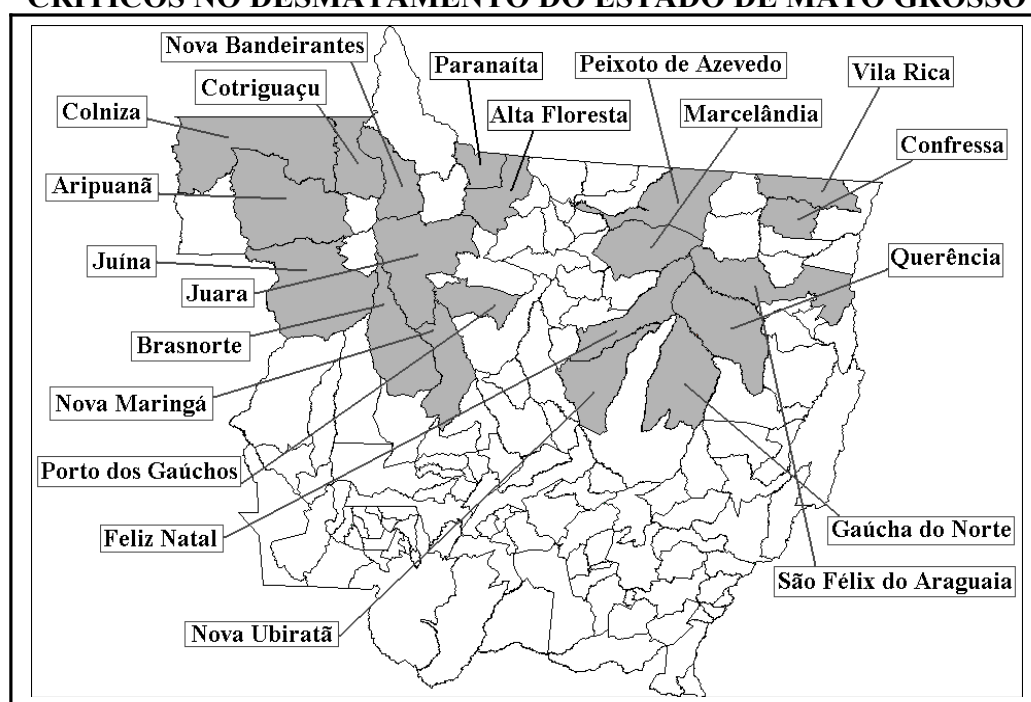 CRÍTICOS NO DESMATAMENTO DO ESTADO DE MATO GROSSO
Nova Bandeirantes
Paranaíta
Peixoto de Azevedo
Vila Rica
Cotriguaçu
Colniza
Alta Floresta
Marcelândia
Confressa
Aripuanã
Juína
Querência
Juara
Brasnorte
Nova Maringá
Porto dos Gaúchos
Feliz Natal
Gaúcha do Norte
São Félix do Araguaia
Nova Ubiratã